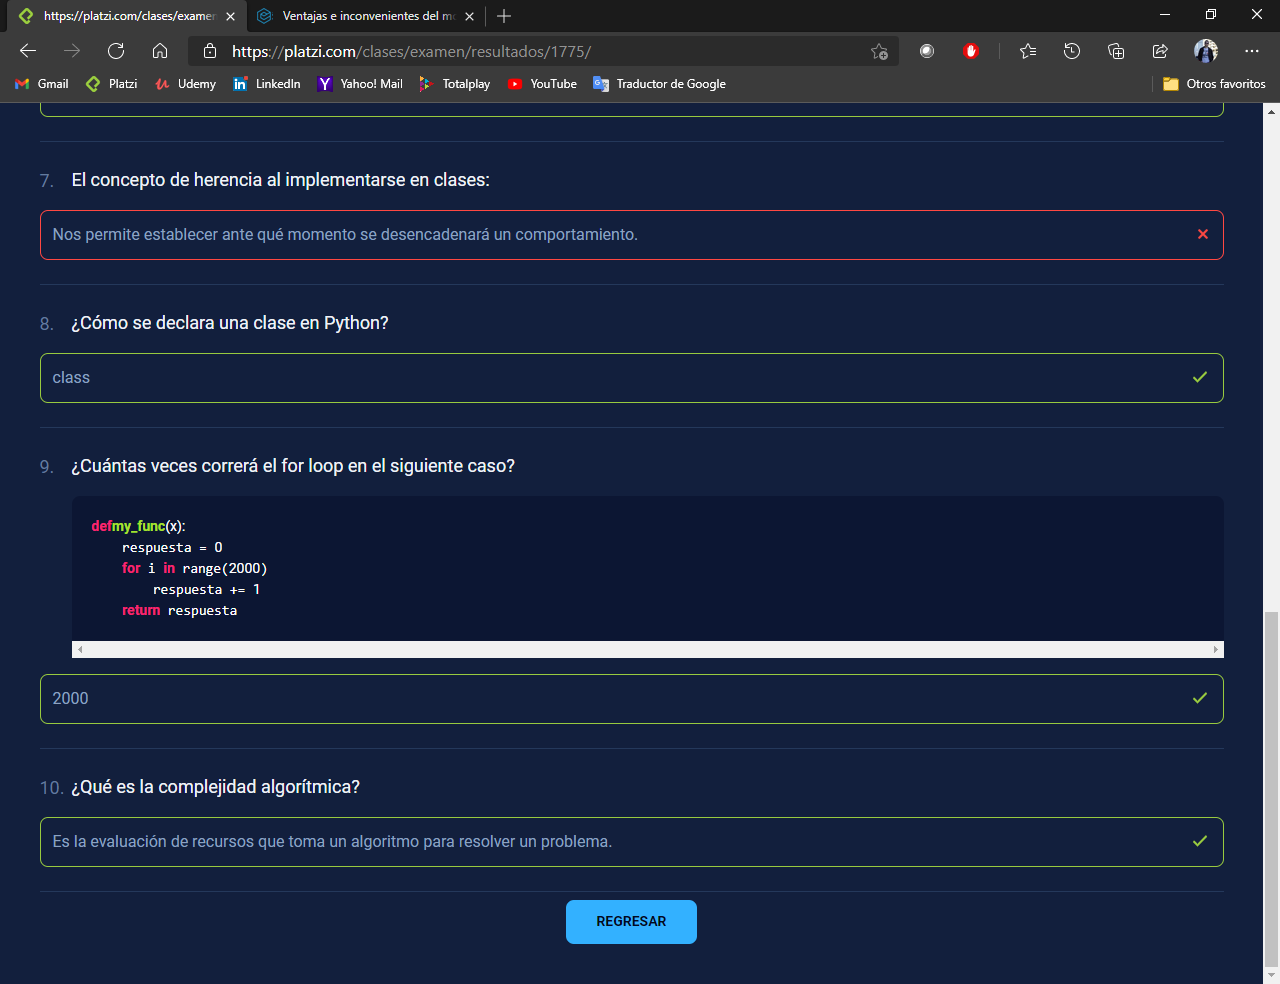 https://platzi.com/clases/examen
Ventajas e inconvenientes del mo
https://platzi.com/clases/examen/resultados/1775/
Gmail
Platzi
Udemy
LinkedIn
Yahoo! Mail
Totalplay
YouTube
Traductor de Google
Otros favoritos
7. El concepto de herencia al implementarse en clases:
Nos permite establecer ante qué momento se desencadenará un comportamiento.
8. ¿Cómo se declara una clase en Python?
class
9. ¿Cuántas veces correrá el for loop en el siguiente caso?
defmy_func(x):
respuesta = 0
for i in range(2000)
respuesta += 1
return respuesta
2000
10. ¿Qué es la complejidad algorítmica?
Es la evaluación de recursos que toma un algoritmo para resolver un problema.
REGRESAR